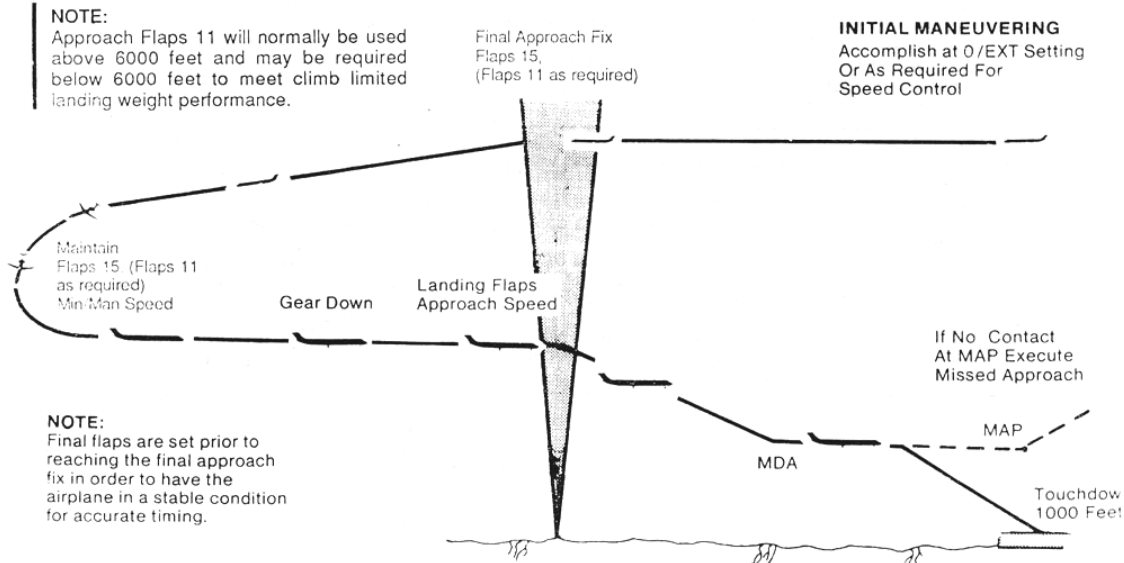 NOTE:
Approach Flaps 11 will normally be used
above 6000 feet and may be required
below 6000 feet to meet climb limited
landing weight performance.
Final Approach Fix
Flaps 15,
(Flaps 11 as required)
INITIAL MANEUVERING
Accomplish at 0/EXT Setting
Or As Required For
Speed Control
Maintain
Flaps 15, (Flaps 11
as required)
Min-Man Speed
Gear Down
Landing Flaps
Approach Speed
If No Contact
At MAP Execute
Missed Approach
NOTE:
Final flaps are set prior to
reaching the final approach
fix in order to have the
airplane in a stable condition
for accurate timing.
MDA
MAP
Touchdow
1000 Feet